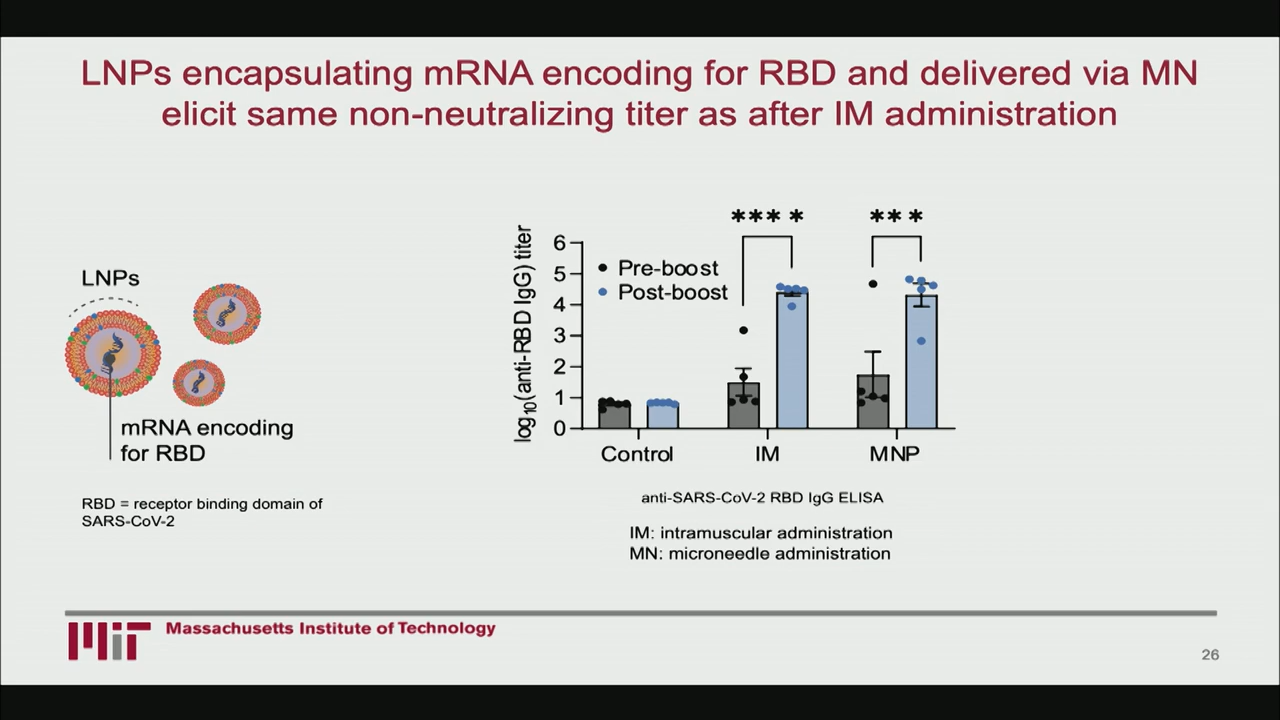 LNPs encapsulating mRNA encoding for RBD and delivered via MN
elicit same non-neutralizing titer as after IM administration
LNPs
mRNA encoding
for RBD
RBD = receptor binding domain of
SARS-CoV-2
log10(anti-RBD IgG) titer
6
5
4
3
2
1
0
Pre-boost
Post-boost
**** 
***
Control
IM
MNP
anti-SARS-CoV-2 RBD IgG ELISA
IM: intramuscular administration
MN: microneedle administration
MIT
Massachusetts Institute of Technology
26